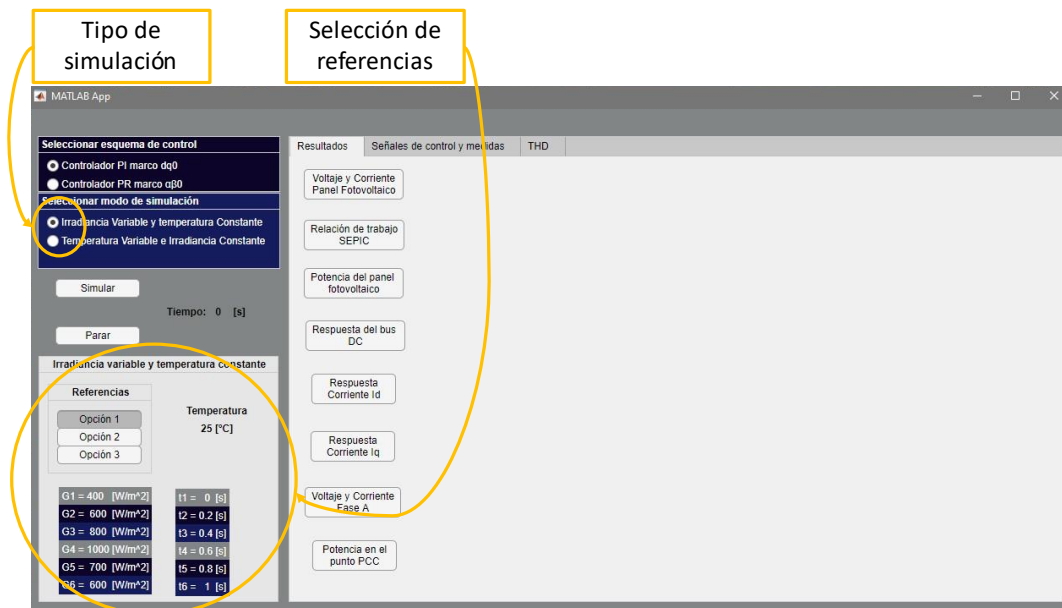 Tipo de
simulación
Selección de
referencias
MATLAB App
Seleccionar esquema de control
Controlador PI marco dq0
Controlador PR marco αβ0
Seleccionar modo de simulación
Irradiancia Variable y temperatura Constante
Temperatura Variable e Irradiancia Constante
Simular
Tiempo: 0 [s]
Parar
Irradiancia variable y temperatura constante
Referencias
Opción 1
Opción 2
Opción 3
Temperatura
25 [°C]
G1 = 400 [W/m^2]
G2 = 600 [W/m^2]
G3 = 800 [W/m^2]
G4 = 1000 [W/m^2]
G5 = 700 [W/m^2]
G6 = 600 [W/m^2]
t1 = 0 [s]
t2 = 0.2 [s]
t3 = 0.4 [s]
t4 = 0.6 [s]
t5 = 0.8 [s]
t6 = 1 [s]
Resultados
Señales de control y medidas
THD
Voltaje y Corriente
Panel Fotovoltaico
Relación de trabajo
SEPIC
Potencia del panel
fotovoltaico
Respuesta del bus
DC
Respuesta
Corriente Id
Respuesta
Corriente Iq
Voltaje y Corriente
Fase A
Potencia en el
punto PCC